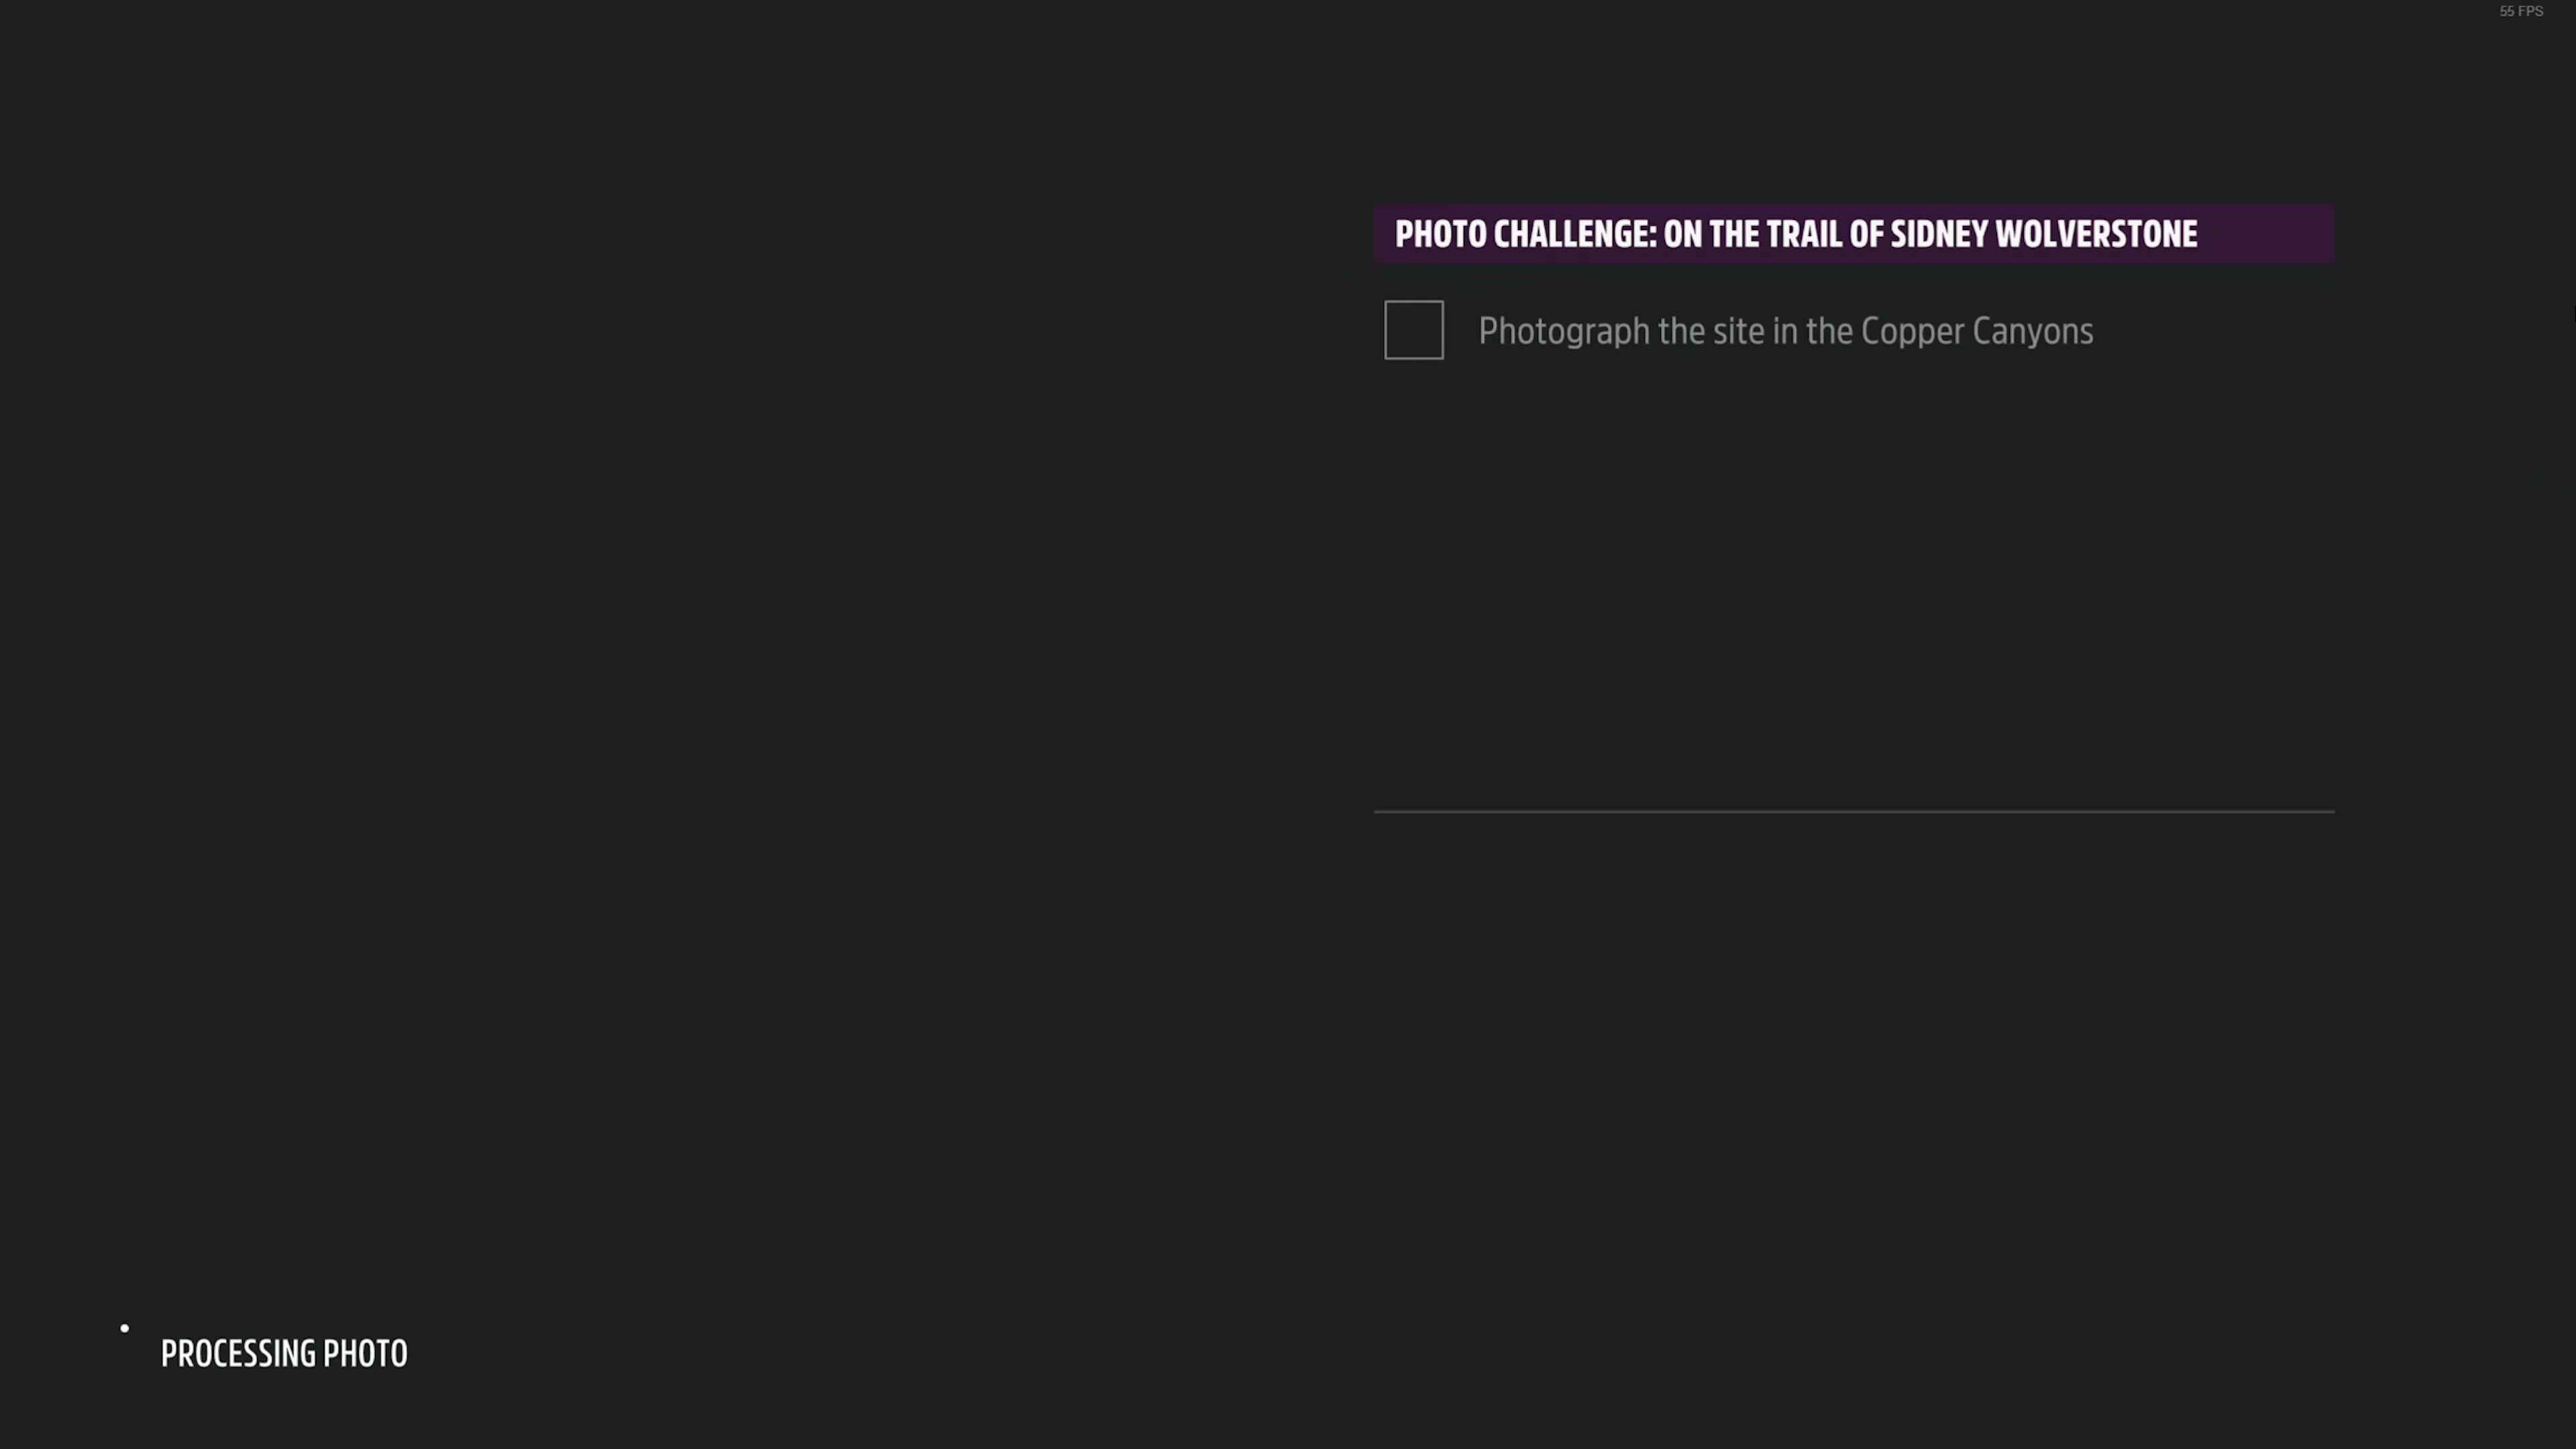 55 FPS
PHOTO CHALLENGE: ON THE TRAIL OF SIDNEY WOLVERSTONE
Photograph the site in the Copper Canyons
PROCESSING PHOTO